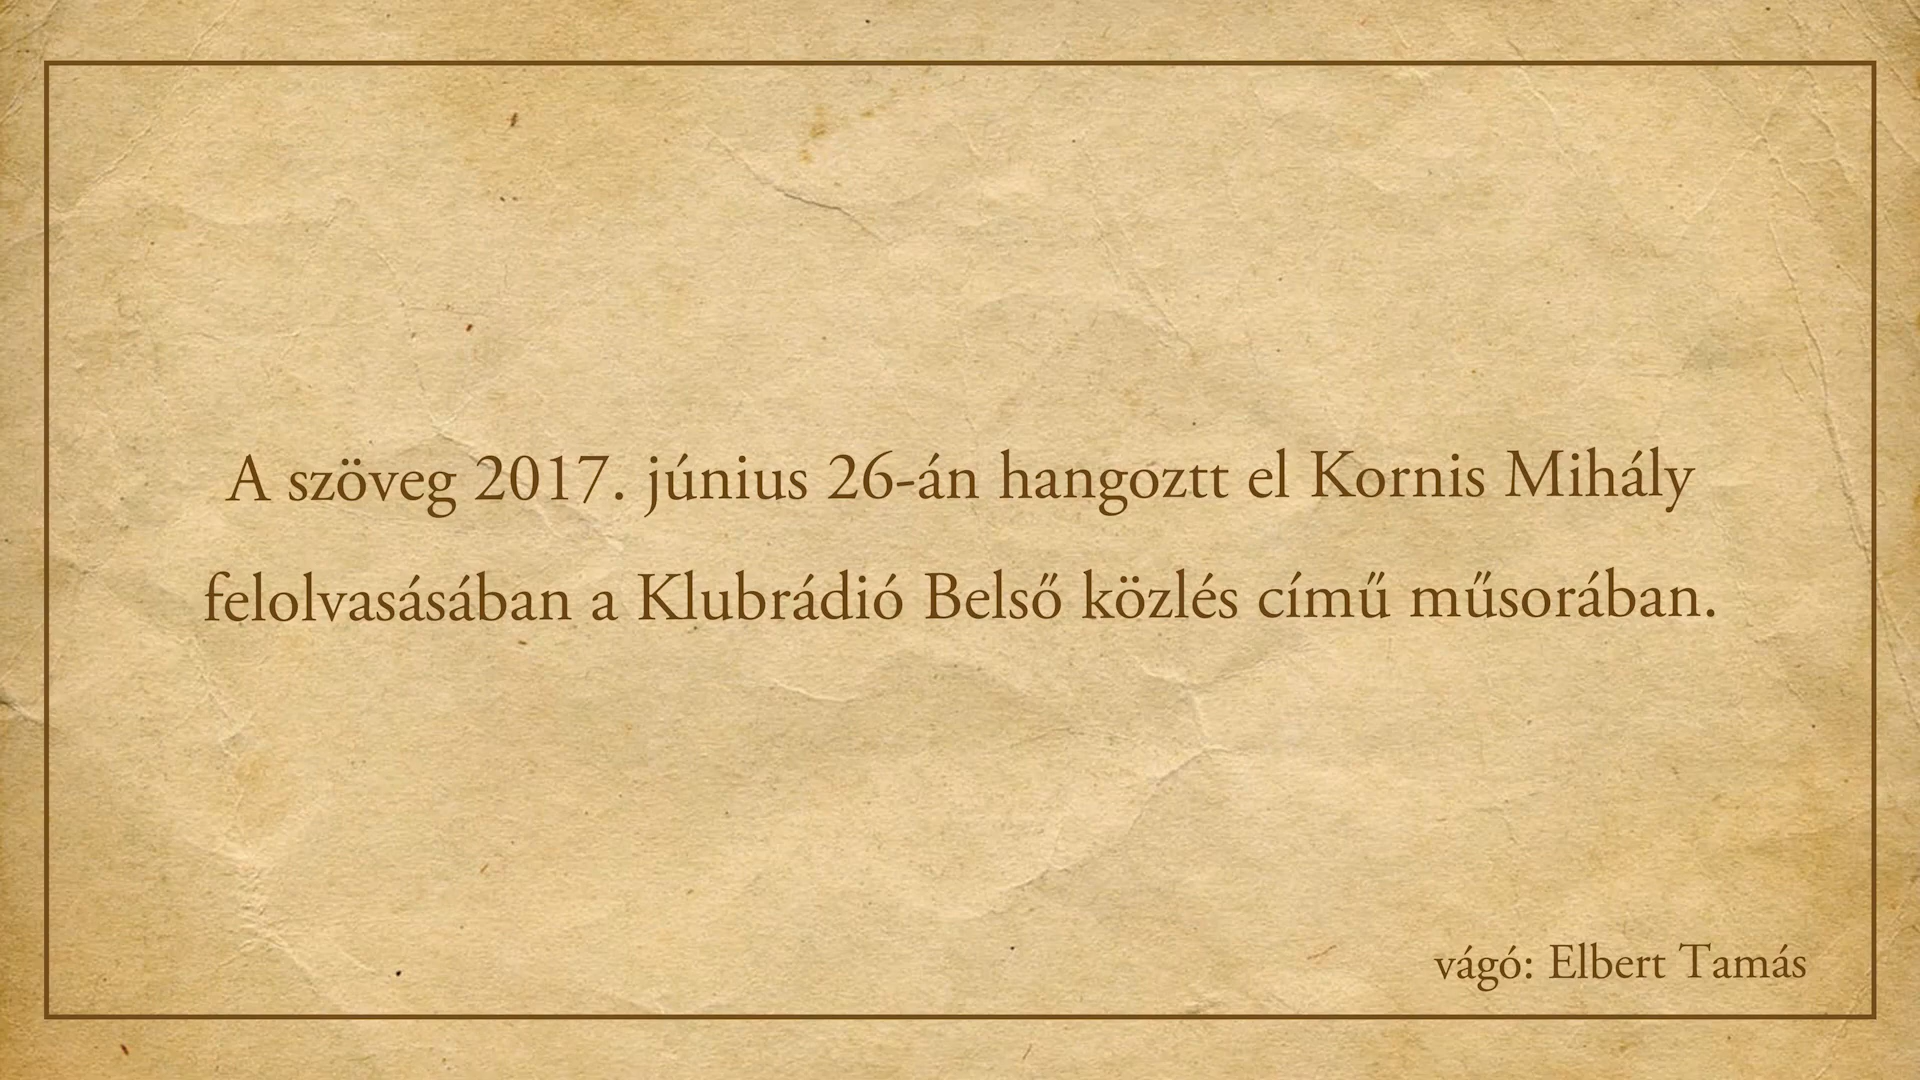 A szöveg 2017. június 26-án hangoztt el Kornis Mihály
felolvasásában a Klubrádió Belső közlés című műsorában.
vágó: Elbert Tamás